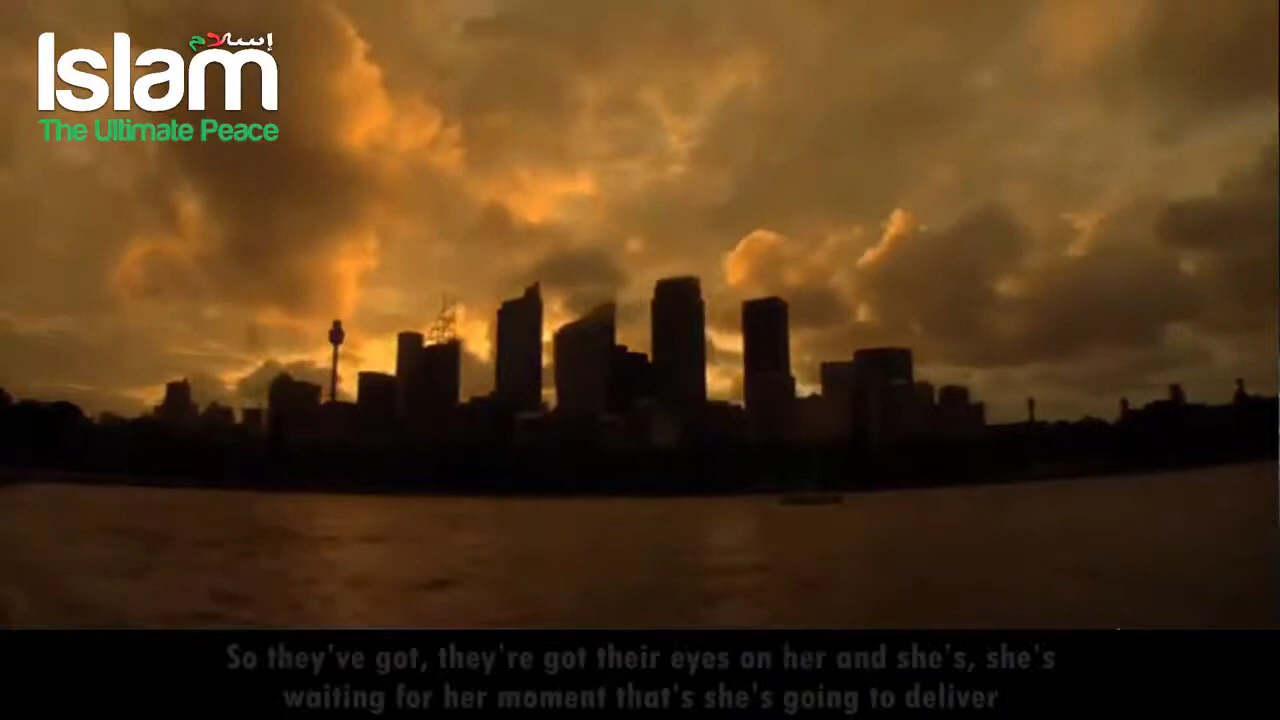 إسلام
Islam
The Ultimate Peace
So they've got, they're got their eyes on her and she's, she's
waiting for her moment that's she's going to deliver